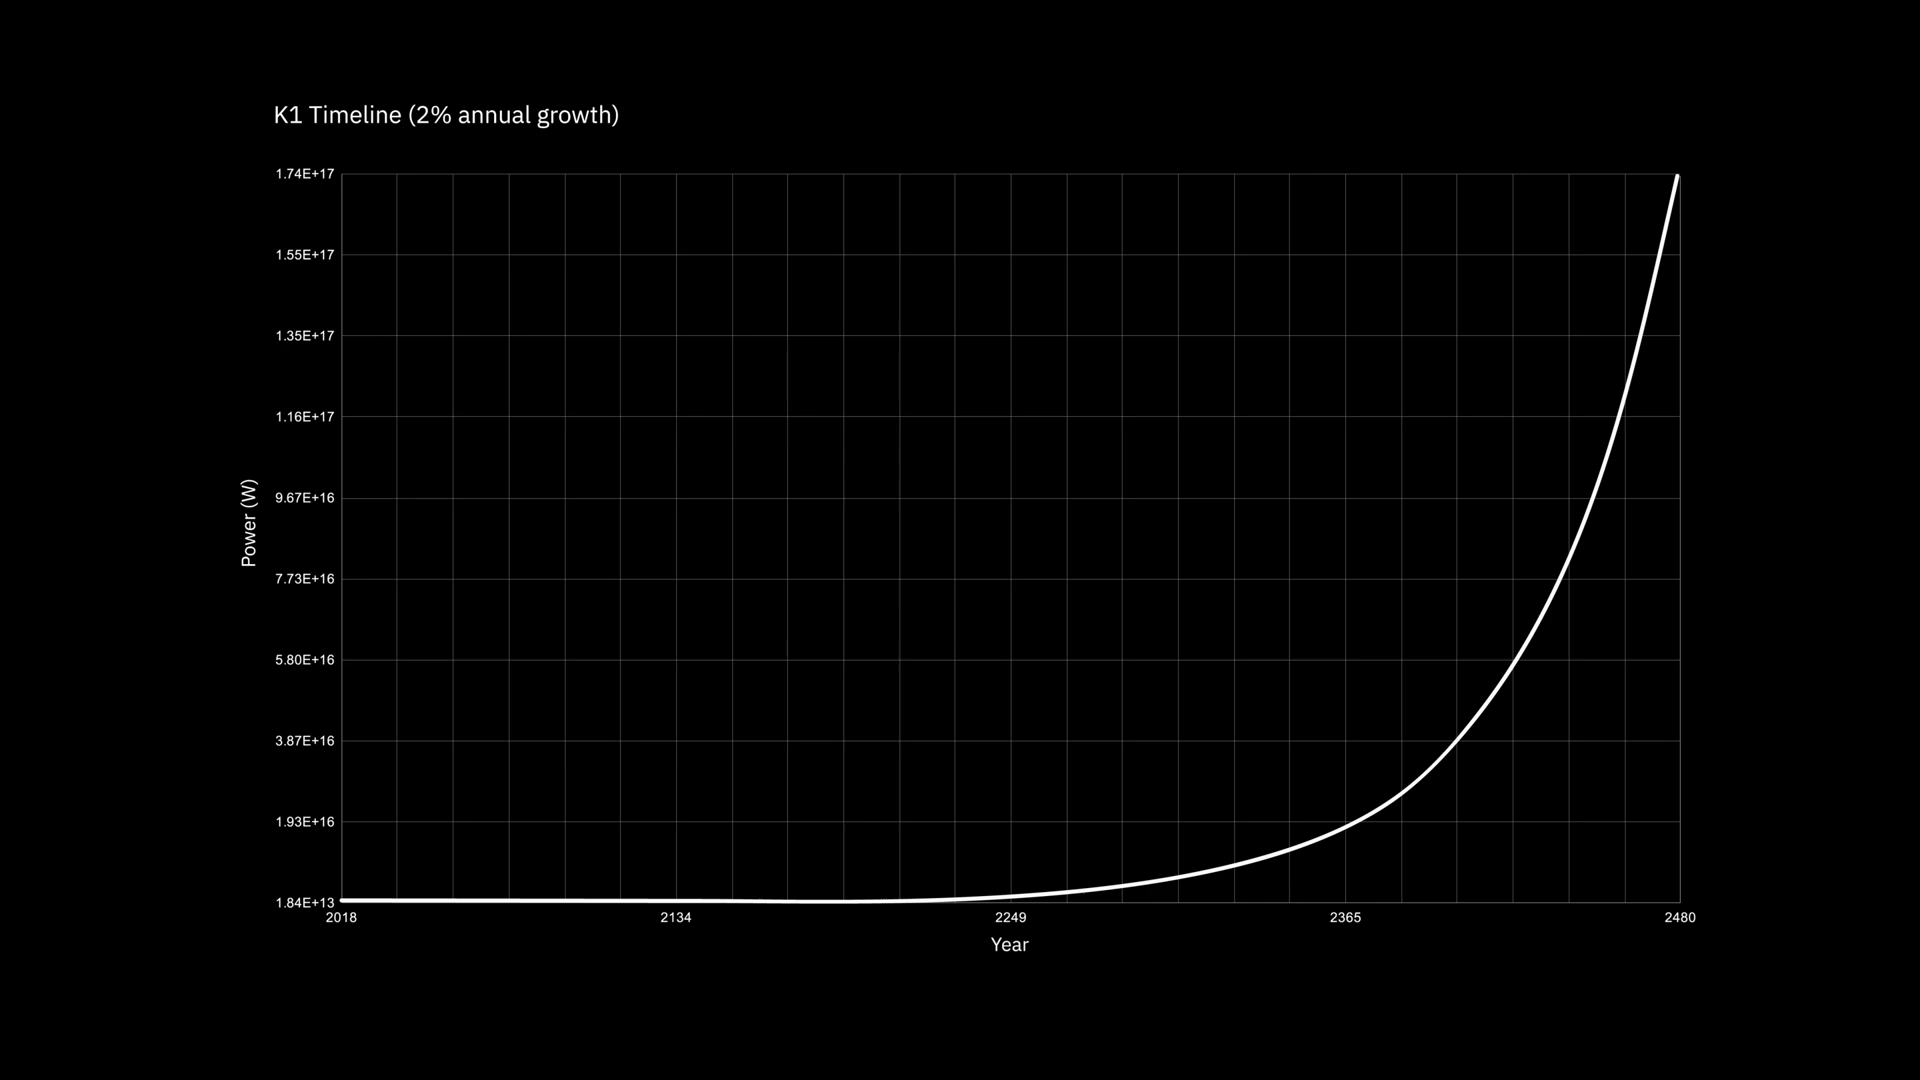 K1 Timeline (2% annual growth)
1.74E+17
1.55E+17
1.35E+17
1.16E+17
9.67E+16
7.73E+16
5.80E+16
3.87E+16
1.93E+16
1.84E+13
Power (W)
2018 2134 2249 2365 2480
Year